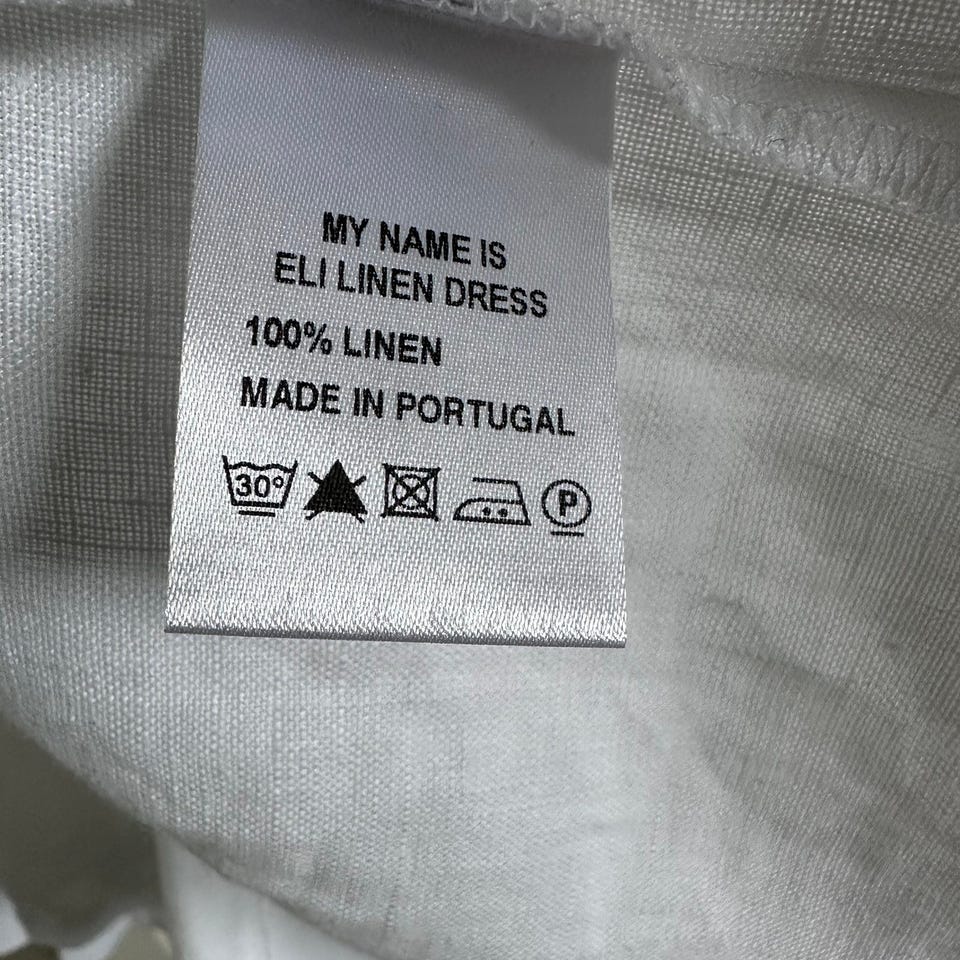 MY NAME IS
ELI LINEN DRESS
100% LINEN
MADE IN PORTUGAL
30° P